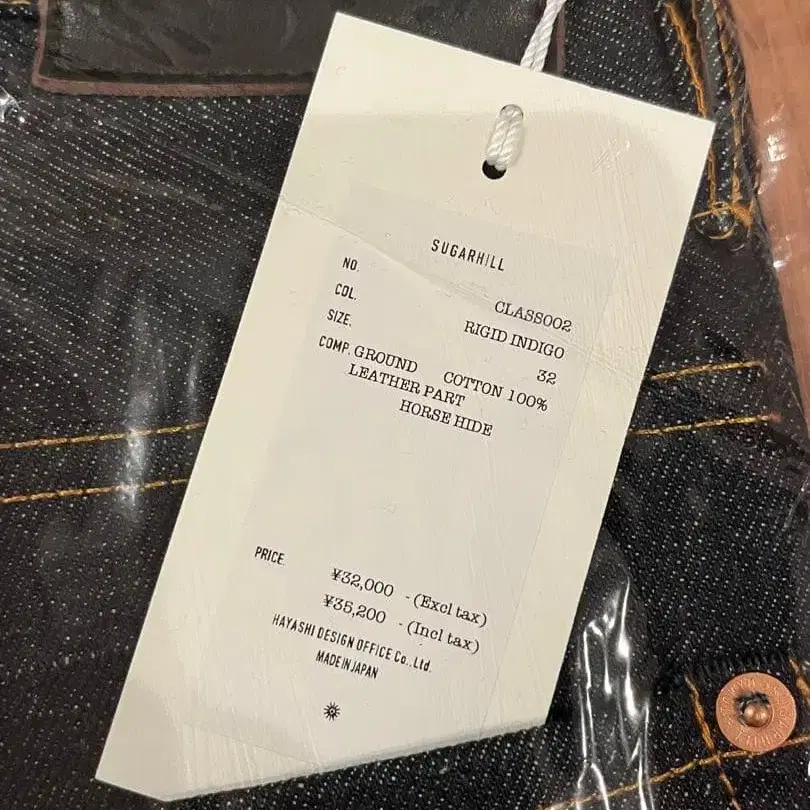 SUGARHILL
NO. CLASS002
COL. RIGID INDIGO
SIZE. 32
COMP. GROUND COTTON 100%
LEATHER PART
HORSE HIDE
PRICE. ¥32,000 -(Excl tax)
¥35,200 -(Incl tax)
HAYASHI DESIGN OFFICE Co.,Ltd.
MADE IN JAPAN